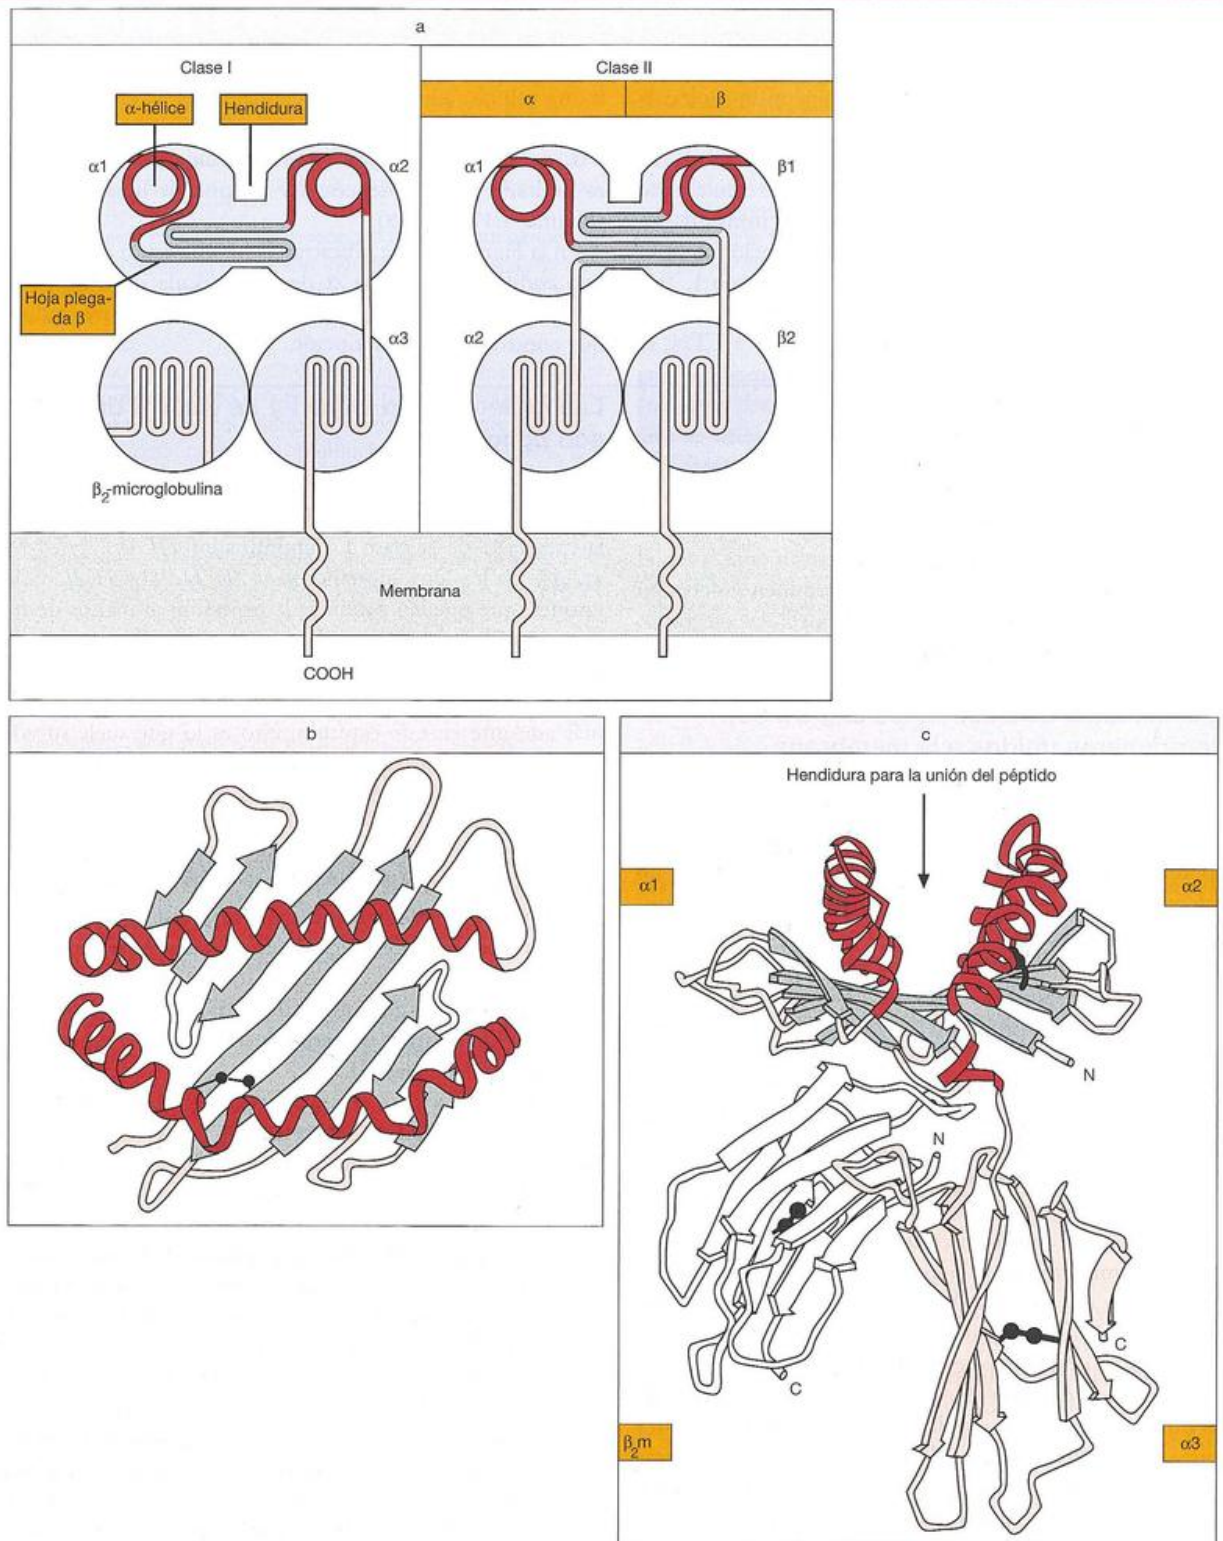 a
Clase I
Clase II
α
β
α-hélice
Hendidura
α1
α2
α1
β1
Hoja plega-
da β
α3
α2
β2
β₂-microglobulina
Membrana
COOH
b
c
Hendidura para la unión del péptido
α1
α2
N
N
C
C
β₂m
α3